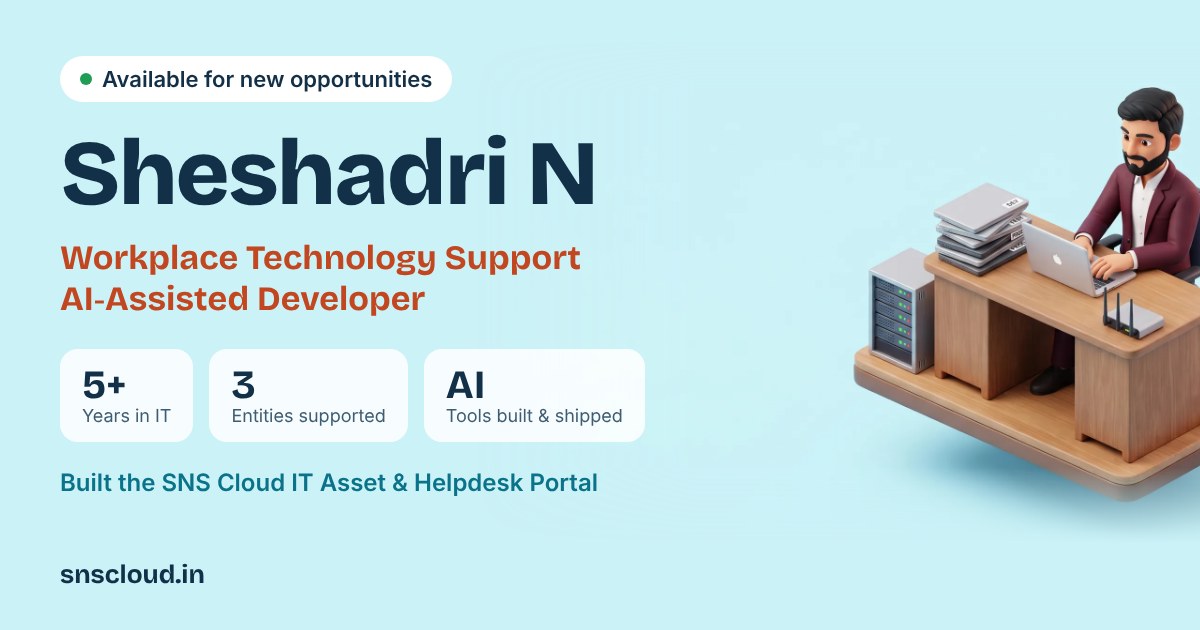 Available for new opportunities
Sheshadri N
Workplace Technology Support
AI-Assisted Developer
5+
Years in IT
3
Entities supported
AI
Tools built & shipped
Built the SNS Cloud IT Asset & Helpdesk Portal
snscloud.in
DEV